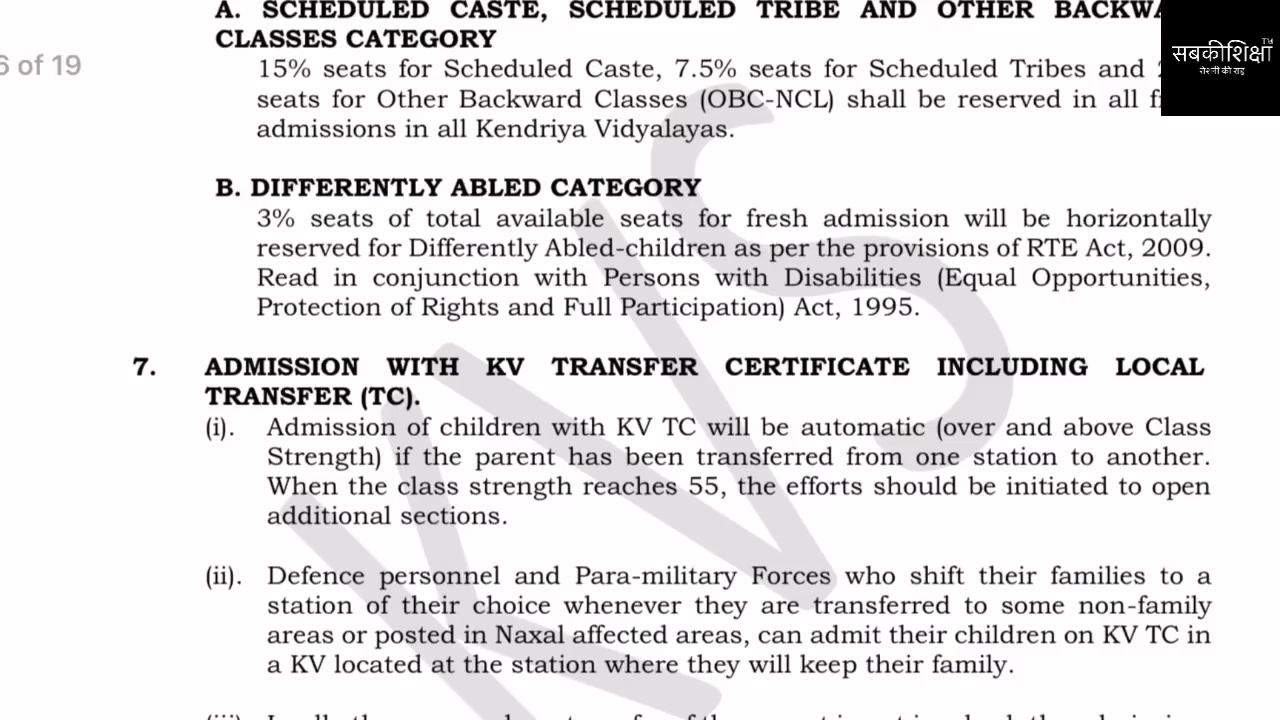 A. SCHEDULED CASTE, SCHEDULED TRIBE AND OTHER
CLASSES CATEGORY
of 19
सबकीशिक्षा
TM
15% seats for Scheduled Caste, 7.5% seats for Scheduled Tribes and
seats for Other Backward Classes (OBC-NCL) shall be reserved in all
admissions in all Kendriya Vidyalayas.
B. DIFFERENTLY ABLED CATEGORY
3% seats of total available seats for fresh admission will be horizontally
reserved for Differently Abled-children as per the provisions of RTE Act, 2009.
Read in conjunction with Persons with Disabilities (Equal Opportunities,
Protection of Rights and Full Participation) Act, 1995.
7. ADMISSION WITH KV TRANSFER CERTIFICATE INCLUDING LOCAL
TRANSFER (TC).
(i). Admission of children with KV TC will be automatic (over and above Class
Strength) if the parent has been transferred from one station to another.
When the class strength reaches 55, the efforts should be initiated to open
additional sections.
(ii). Defence personnel and Para-military Forces who shift their families to a
station of their choice whenever they are transferred to some non-family
areas or posted in Naxal affected areas, can admit their children on KV TC in
a KV located at the station where they will keep their family.
KVS